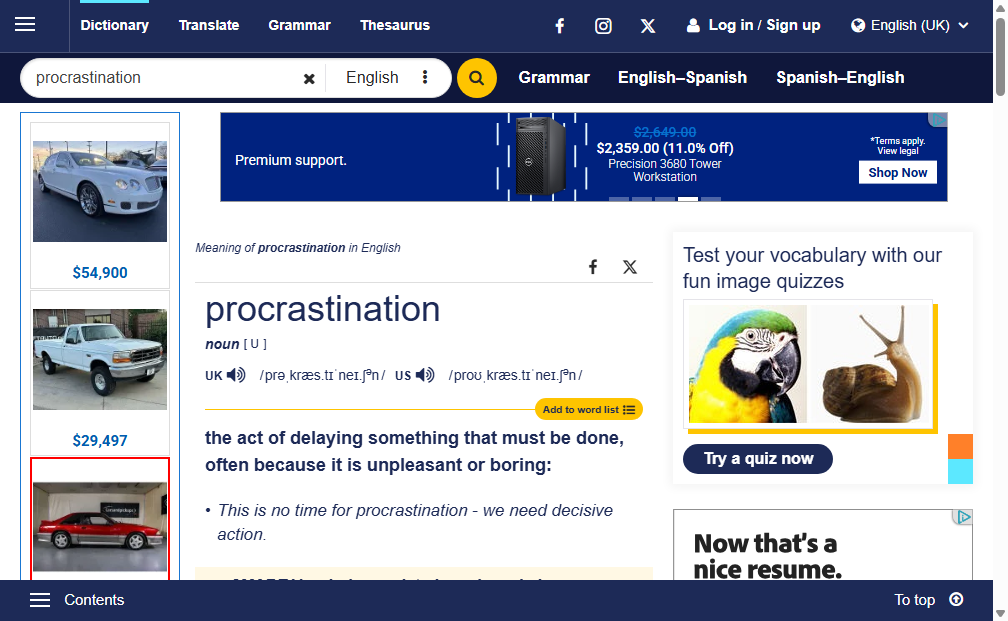 Dictionary Translate Grammar Thesaurus Log in / Sign up English (UK)
procrastination English Grammar English–Spanish Spanish–English
Premium support.
$2,649.00
$2,359.00 (11.0% Off)
Precision 3680 Tower
Workstation
*Terms apply.
View legal
Shop Now
$54,900
$29,497
Meaning of procrastination in English
procrastination
noun [ U ]
UK /prəˌkræs.tɪˈneɪ.ʃᵊn/ US /proʊˌkræs.tɪˈneɪ.ʃᵊn/
Add to word list
the act of delaying something that must be done,
often because it is unpleasant or boring:
• This is no time for procrastination - we need decisive
action.
Test your vocabulary with our
fun image quizzes
Try a quiz now
Now that's a
nice resume.
Contents To top